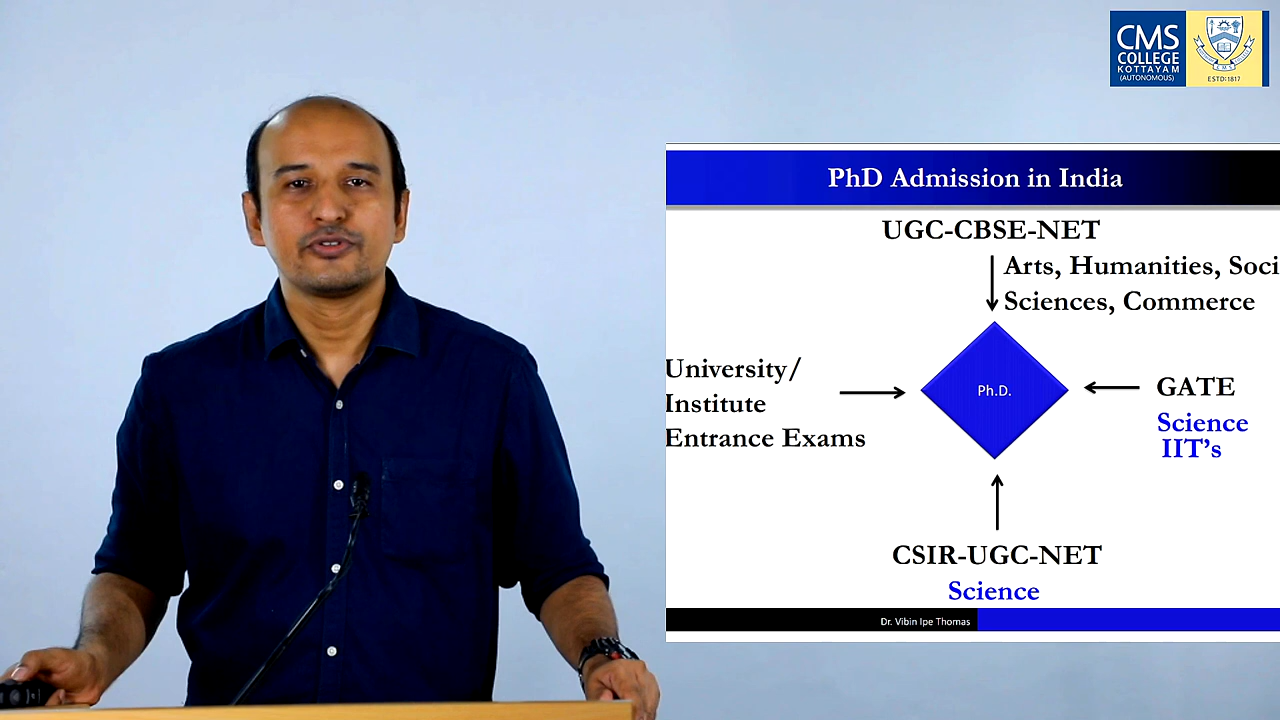 CMS
COLLEGE
KOTTAYAM
(AUTONOMOUS)
ESTD:1817
PhD Admission in India
UGC-CBSE-NET
Arts, Humanities, Soci
Sciences, Commerce
University/
Institute
Entrance Exams
Ph.D.
GATE
Science
IIT's
CSIR-UGC-NET
Science
Dr. Vibin Ipe Thomas